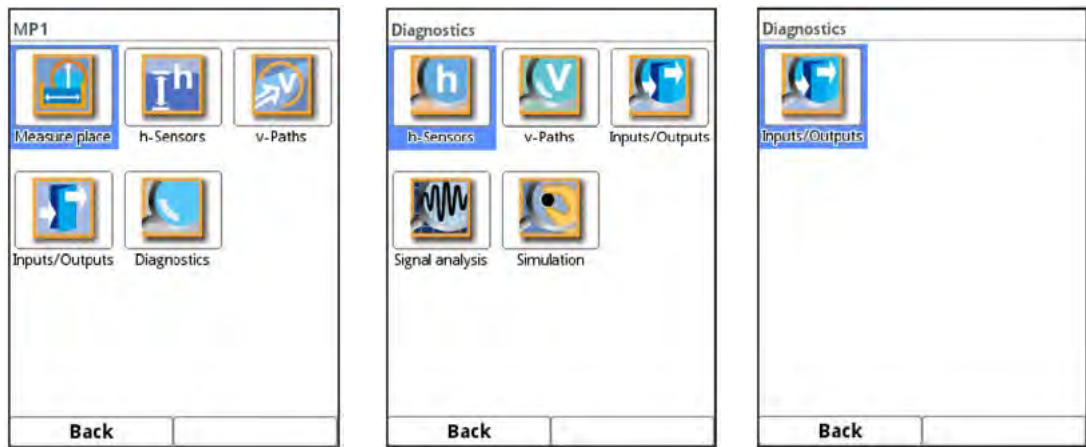 MP1
Measure place
h-Sensors
v-Paths
Inputs/Outputs
Diagnostics
Back
Diagnostics
h-Sensors
v-Paths
Inputs/Outputs
Signal analysis
Simulation
Back
Diagnostics
Inputs/Outputs
Back